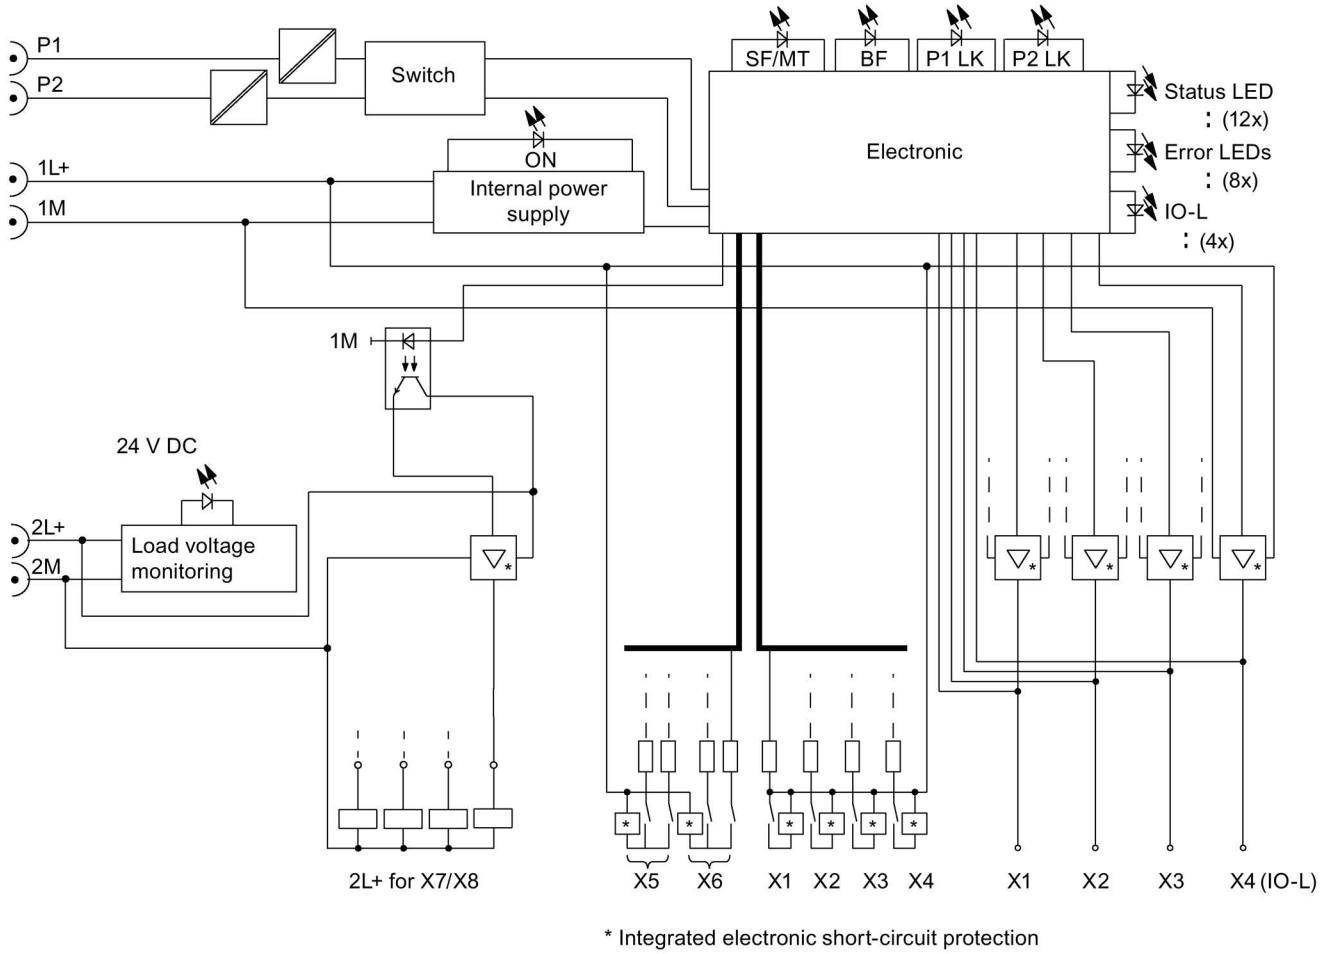 SF/MT BF P1 LK P2 LK
P1
P2
Switch
Status LED
: (12x)
Electronic
Error LEDs
: (8x)
IO-L
: (4x)
ON
Internal power
supply
1L+
1M
1M
24 V DC
2L+
2M
Load voltage
monitoring
*
* * * *
* * * * * *
2L+ for X7/X8
X5 X6 X1 X2 X3 X4 X1 X2 X3 X4 (IO-L)
* Integrated electronic short-circuit protection